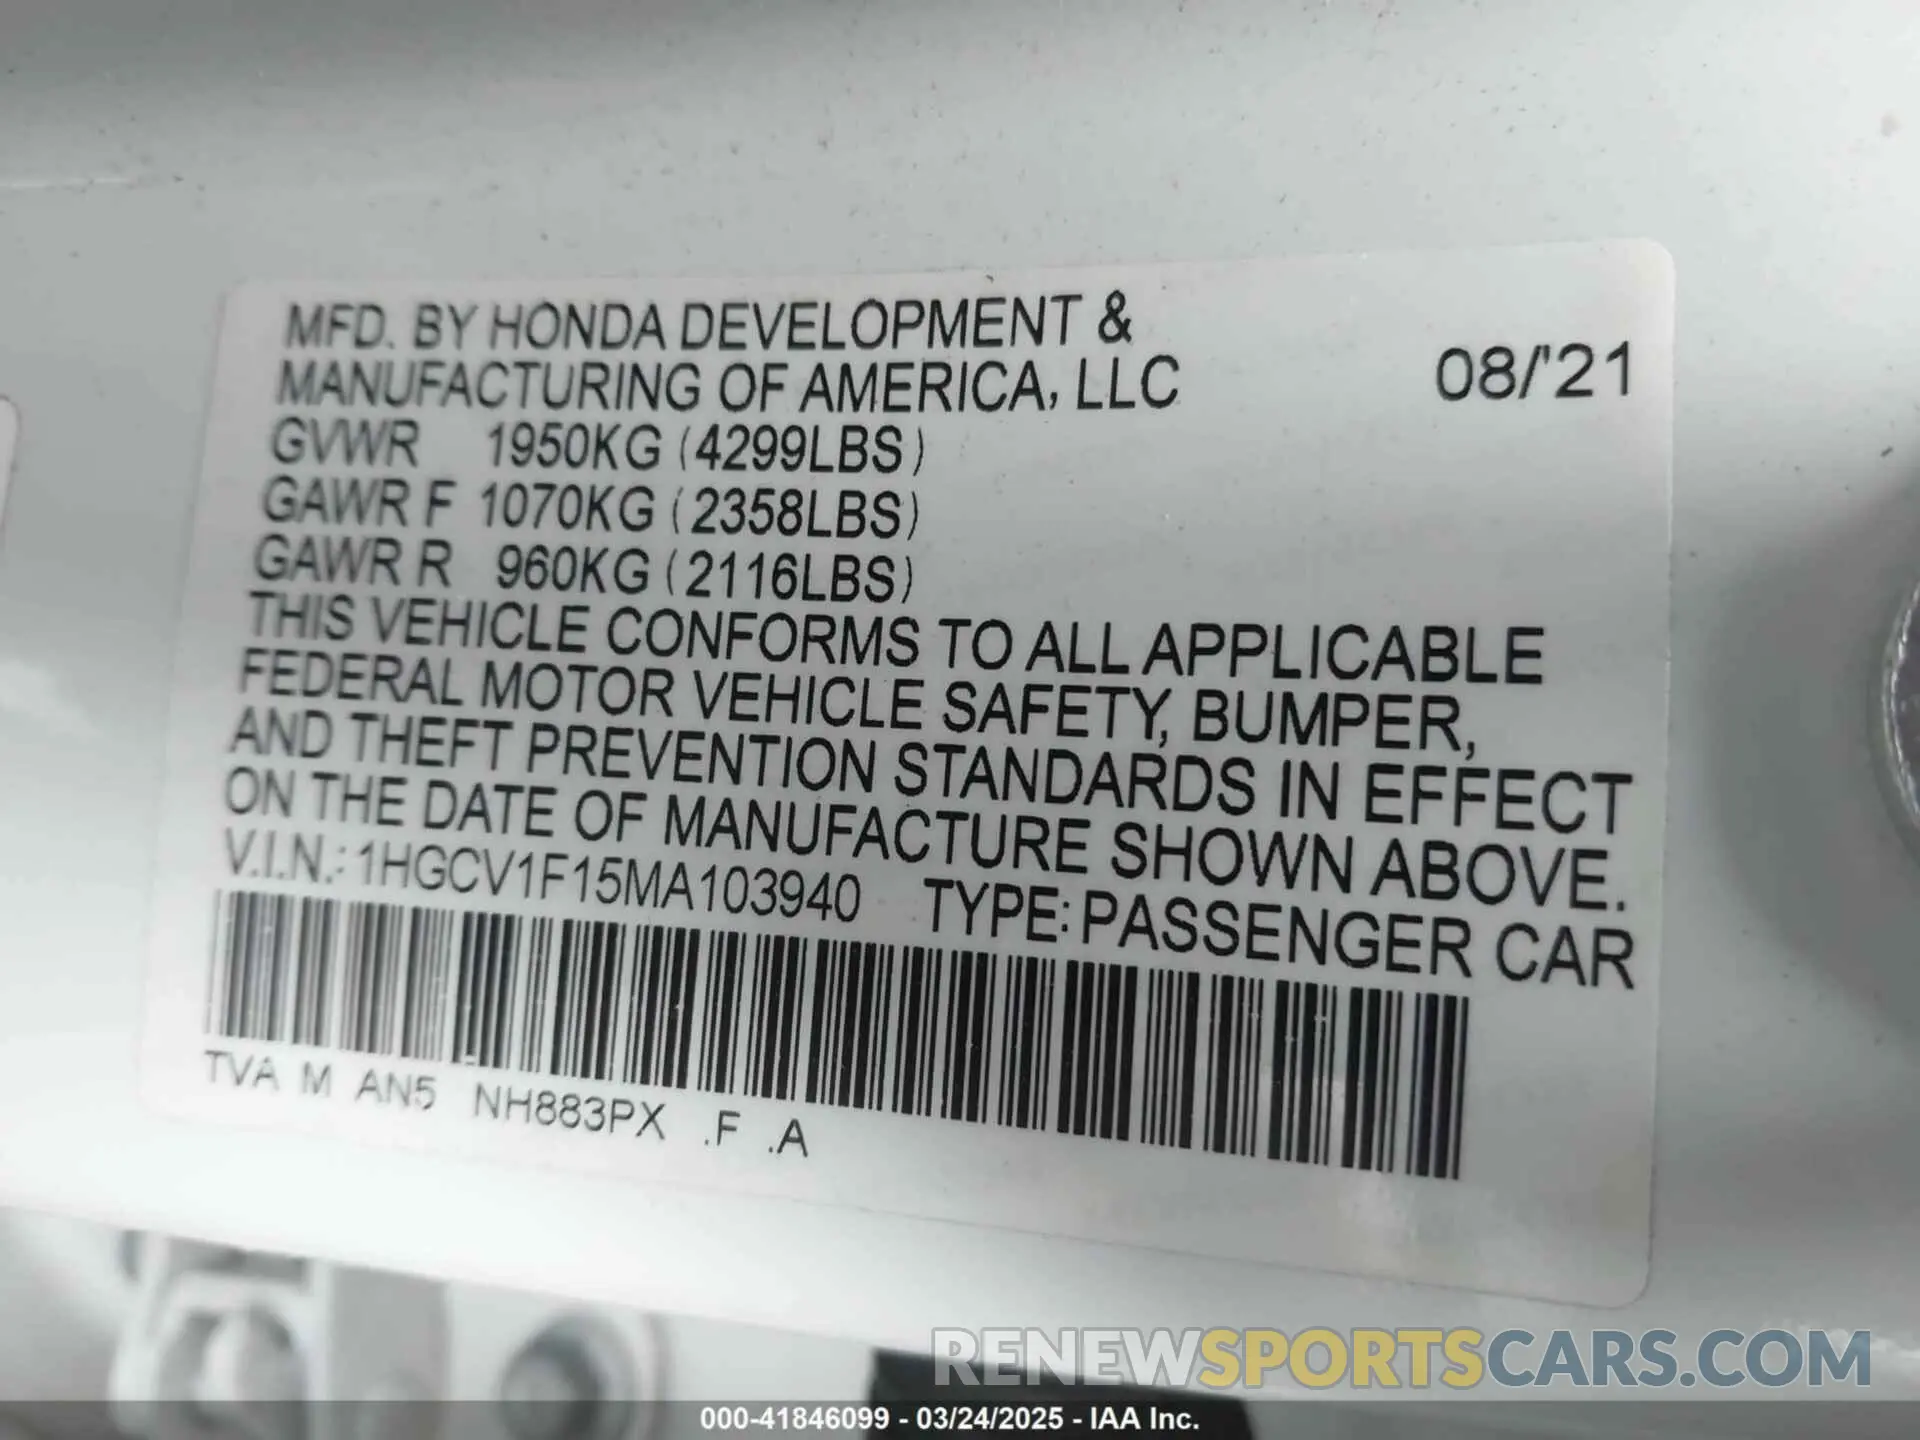 MFD. BY HONDA DEVELOPMENT &
MANUFACTURING OF AMERICA, LLC 08/'21
GVWR 1950KG (4299LBS)
GAWR F 1070KG (2358LBS)
GAWR R 960KG (2116LBS)
THIS VEHICLE CONFORMS TO ALL APPLICABLE
FEDERAL MOTOR VEHICLE SAFETY, BUMPER,
AND THEFT PREVENTION STANDARDS IN EFFECT
ON THE DATE OF MANUFACTURE SHOWN ABOVE.
V.I.N.: 1HGCV1F15MA103940 TYPE: PASSENGER CAR
TVA M AN5 NH883PX .F .A
RENEWSPORTSCARS.COM
000-41846099 - 03/24/2025 - IAA Inc.